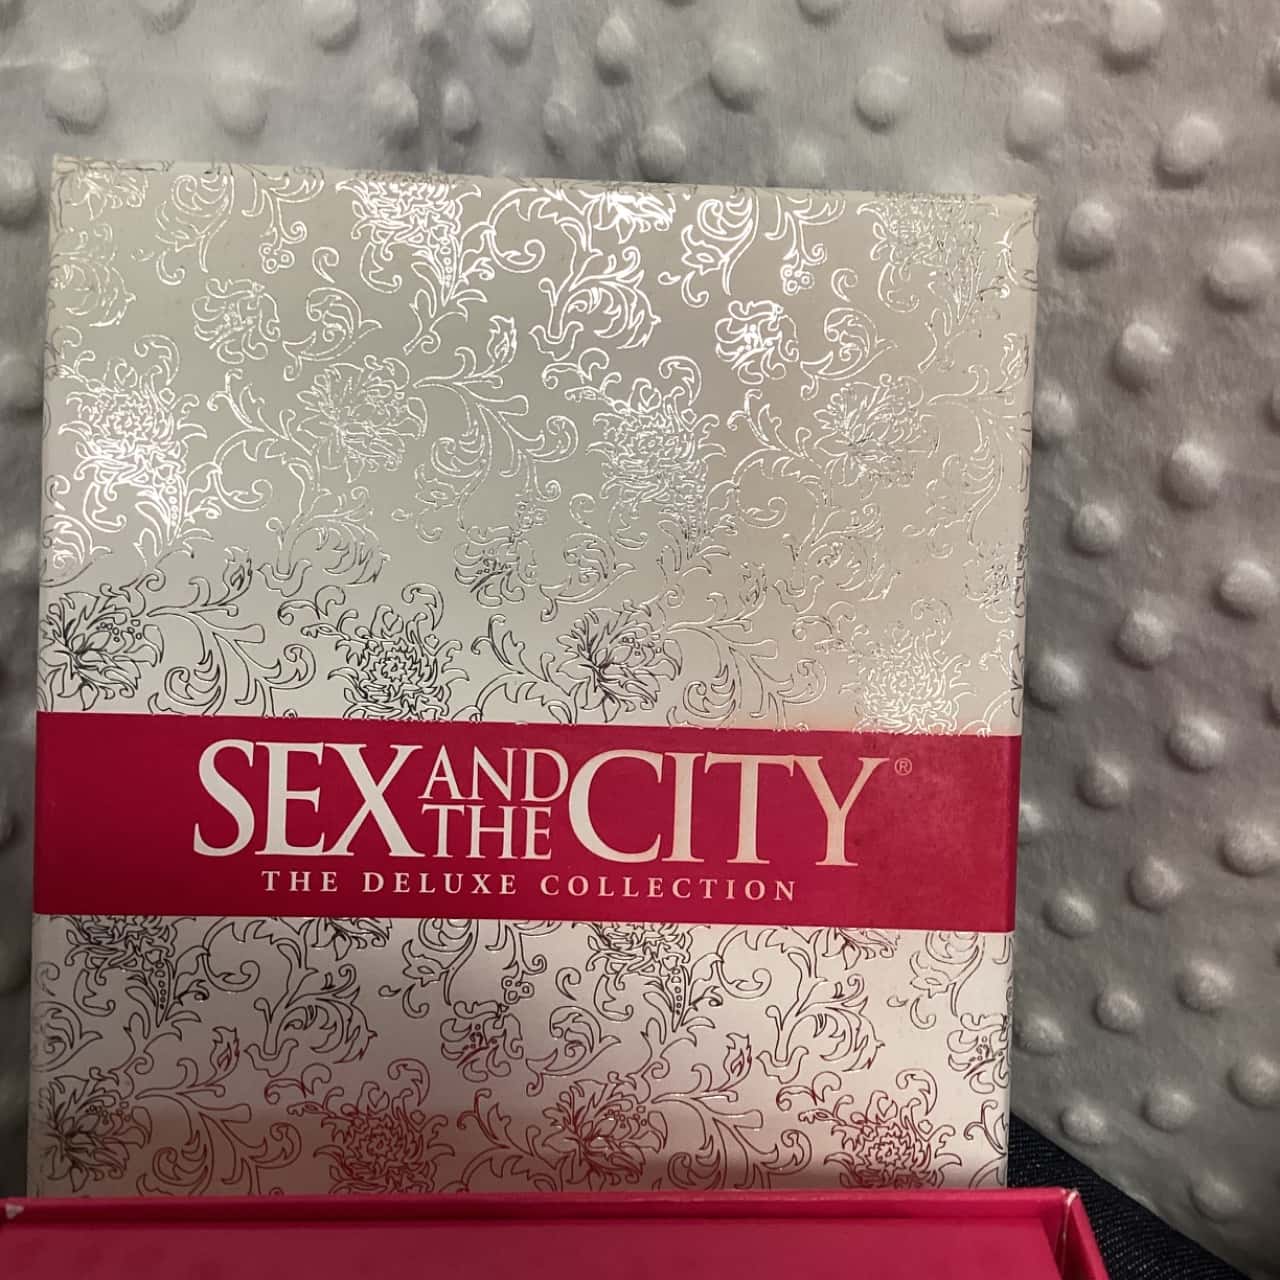 SEX AND THE CITY®
THE DELUXE COLLECTION